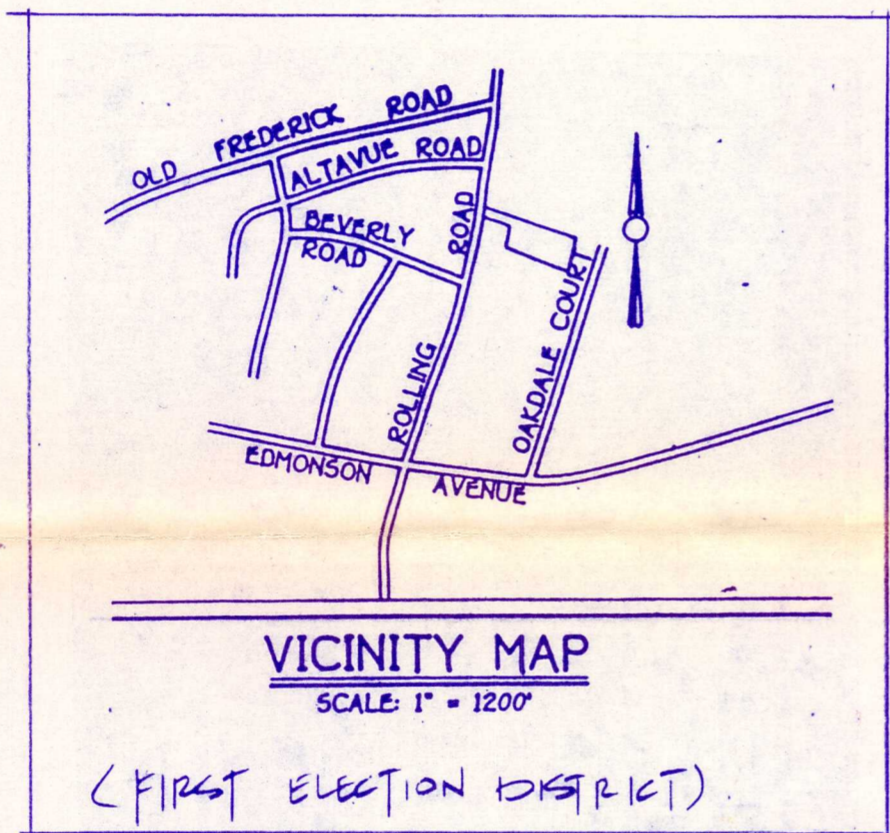 OLD FREDERICK ROAD
ALTAVUE ROAD
BEVERLY
ROAD
ROLLING ROAD
OAKDALE COURT
EDMONSON AVENUE
VICINITY MAP
SCALE: 1" = 1200'
(FIRST ELECTION DISTRICT)